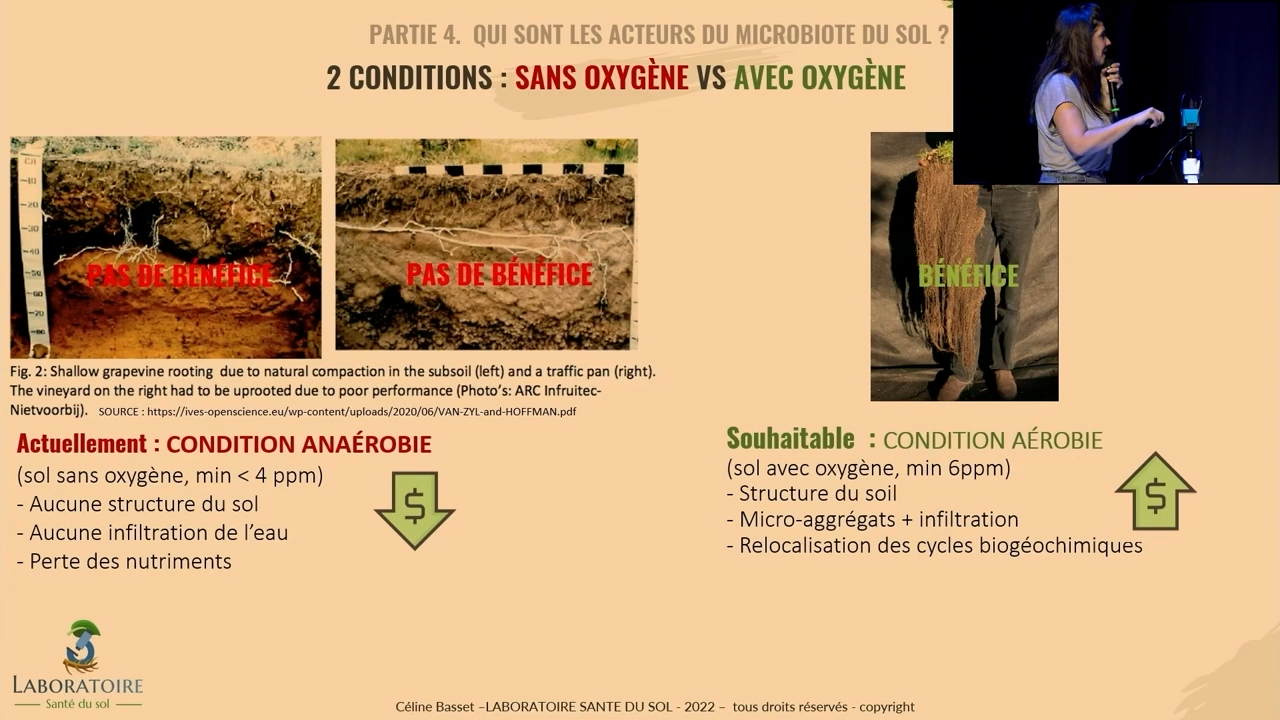 PARTIE 4. QUI SONT LES ACTEURS DU MICROBIOTE DU SOL ?
2 CONDITIONS : SANS OXYGÈNE VS AVEC OXYGÈNE
PAS DE BÉNÉFICE
PAS DE BÉNÉFICE
BÉNÉFICE
Fig. 2: Shallow grapevine rooting due to natural compaction in the subsoil (left) and a traffic pan (right).
The vineyard on the right had to be uprooted due to poor performance (Photo's: ARC Infruitec-
Nietvoorbij). SOURCE : https://ives-openscience.eu/wp-content/uploads/2020/06/VAN-ZYL-and-HOFFMAN.pdf
Actuellement : CONDITION ANAÉROBIE
(sol sans oxygène, min < 4 ppm)
- Aucune structure du sol
- Aucune infiltration de l'eau
- Perte des nutriments
$
Souhaitable : CONDITION AÉROBIE
(sol avec oxygène, min 6ppm)
- Structure du soil
- Micro-aggrégats + infiltration
- Relocalisation des cycles biogéochimiques
$
LABORATOIRE
Santé du sol
Céline Basset –LABORATOIRE SANTE DU SOL - 2022 – tous droits réservés - copyright